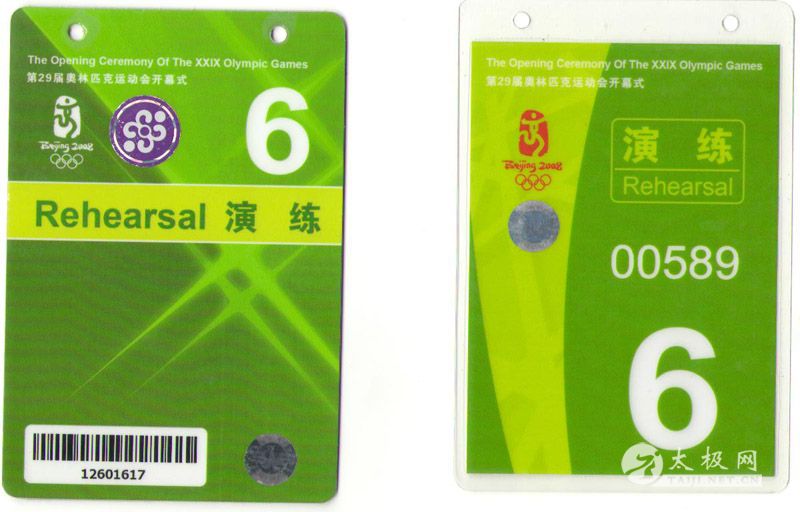 The Opening Ceremony Of The XXIX Olympic Games
第29届奥林匹克运动会开幕式
6
Beijing 2008
Rehearsal 演 练
12601617
The Opening Ceremony Of The XXIX Olympic Games
第29届奥林匹克运动会开幕式
Beijing 2008
演 练
Rehearsal
00589
6
太极网
TAIJI.NET.CN